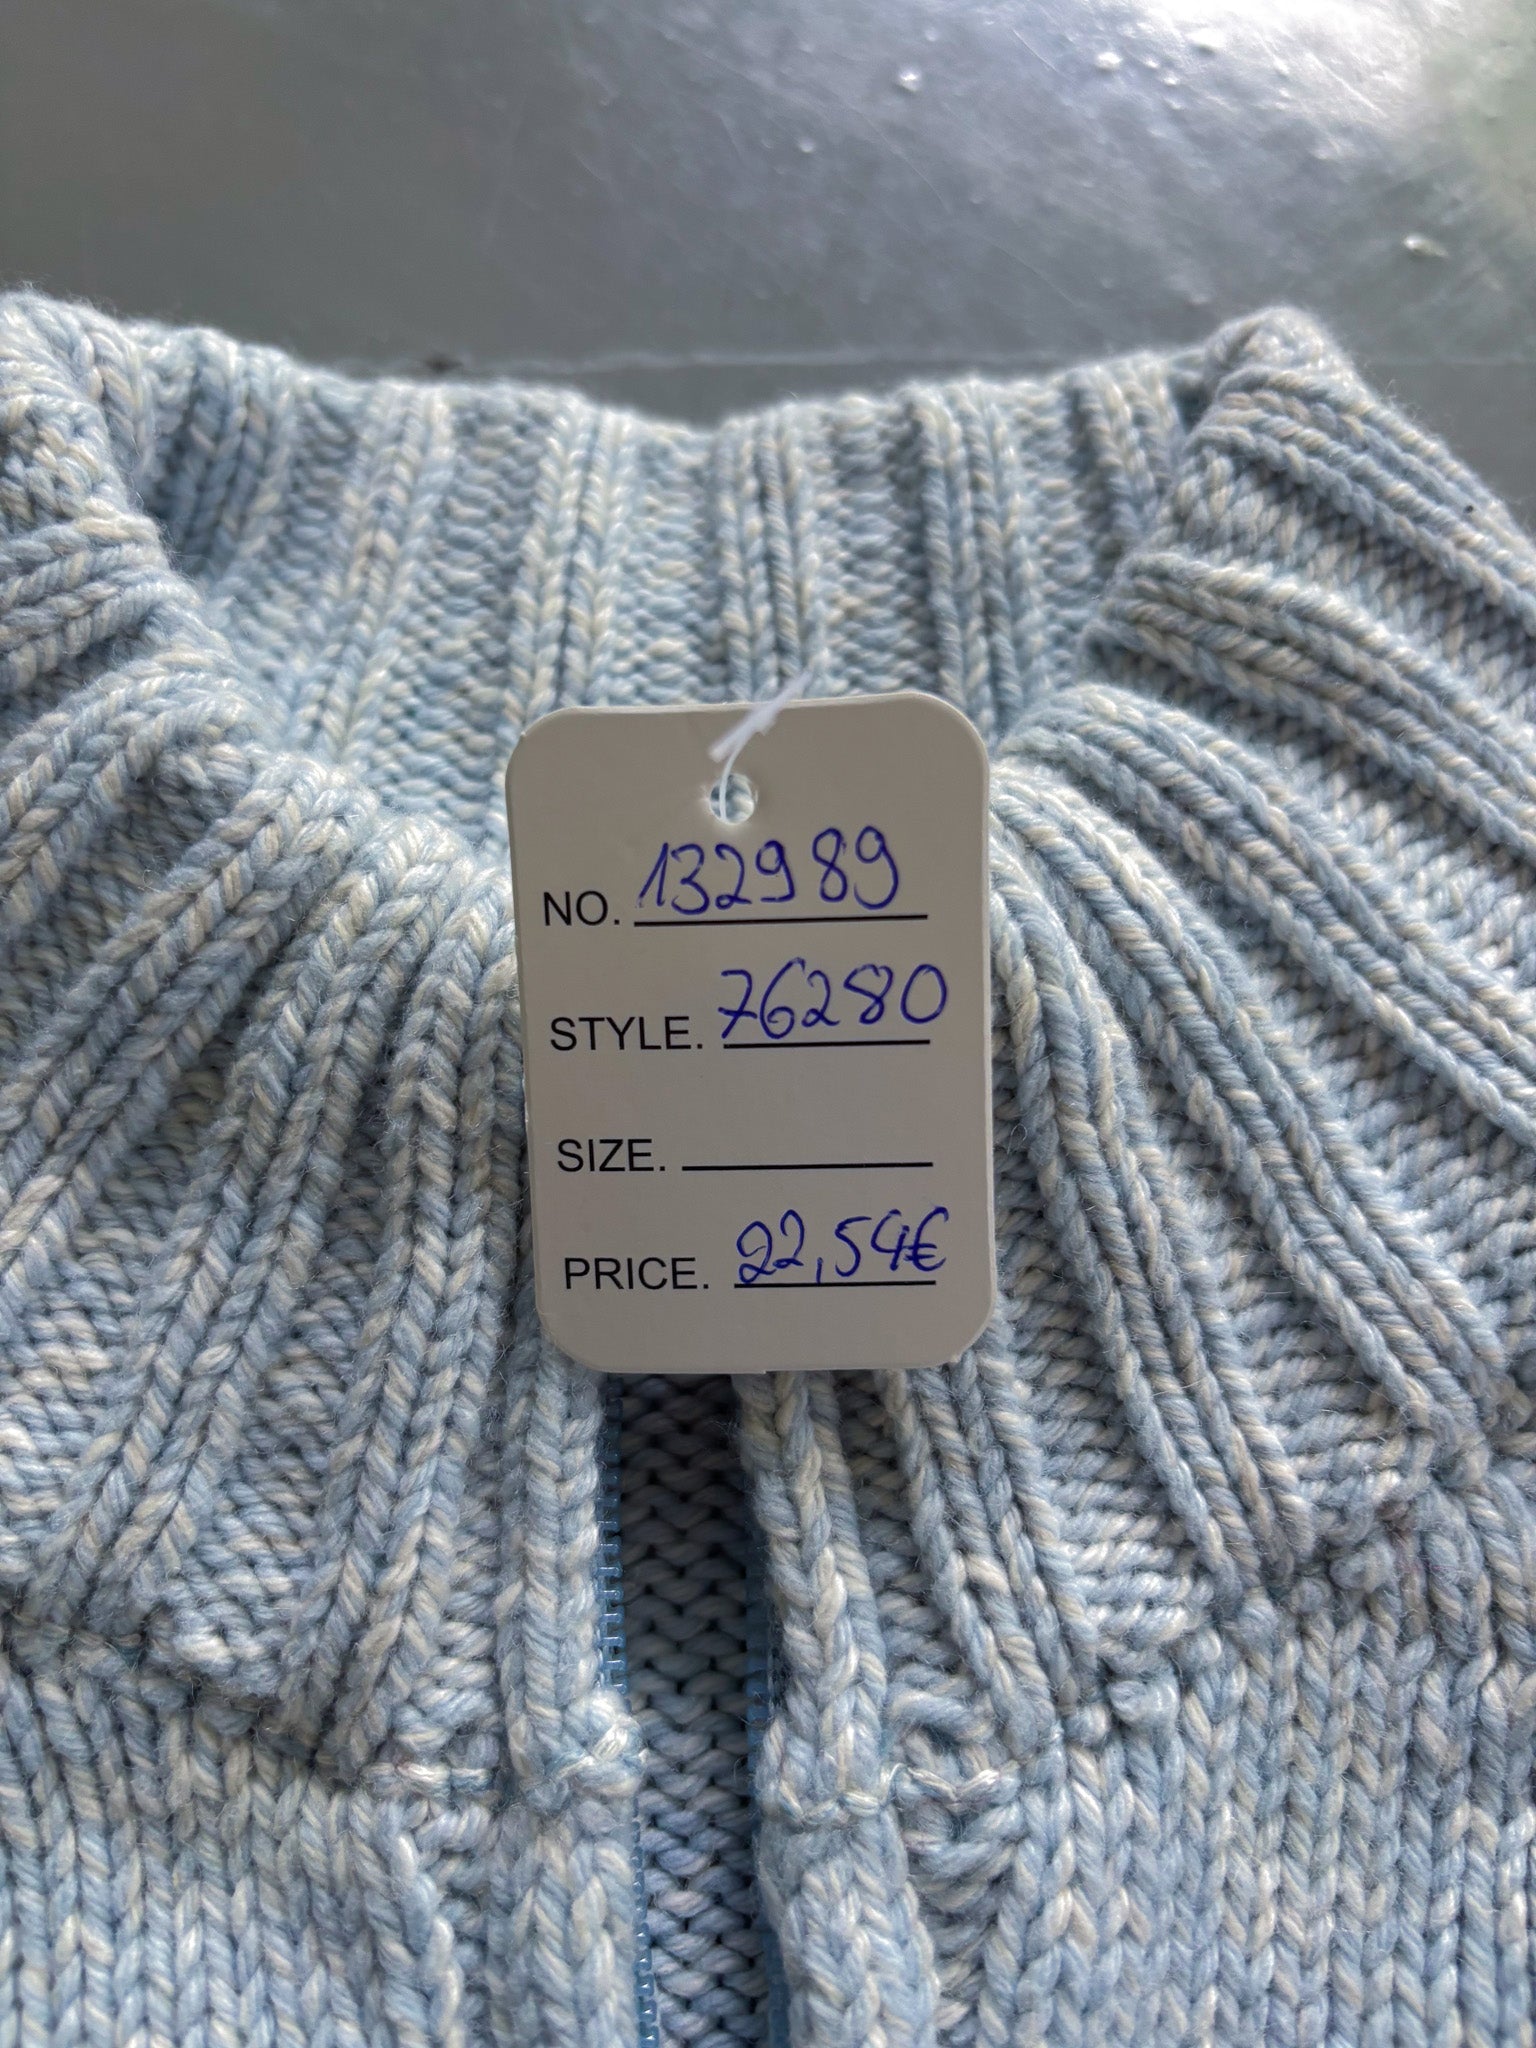 NO. 132989
STYLE. 76280
SIZE.
PRICE. 22,54€